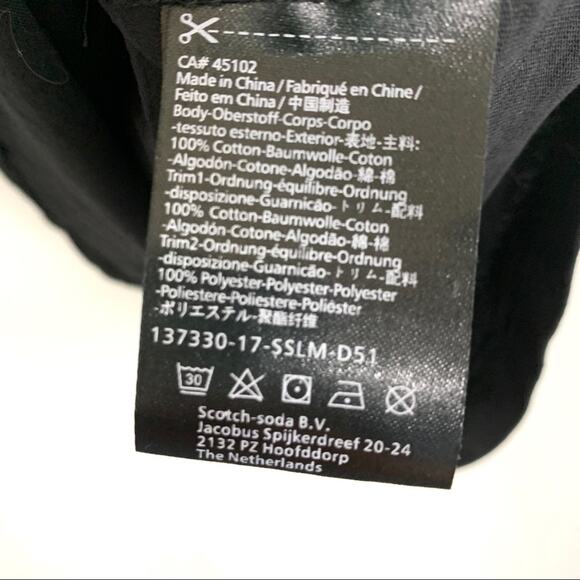 CA# 45102
Made in China/Fabriqué en Chine/
Feito em China/中国制造
Body-Oberstoff-Corps-Corpo
-tessuto esterno-Exterior-表地-主料:
100% Cotton-Baumwolle-Coton
-Algodón-Cotone-Algodão-綿-棉
Trim1-Ordnung-équilibre-Ordnung
-disposizione-Guarnicão-トリム-配料
100% Cotton-Baumwolle-Coton
-Algodón-Cotone-Algodão-綿-棉
Trim2-Ordnung-équilibre-Ordnung
-disposizione-Guarnicão-トリム-配料
100% Polyester-Polyester-Polyester
-Poliestere-Poliestere-Poliéster
-ポリエステル-聚酯纤维
137330-17-SSLM-D51
30
Scotch-soda B.V.
Jacobus Spijkerdreef 20-24
2132 PZ Hoofddorp
The Netherlands